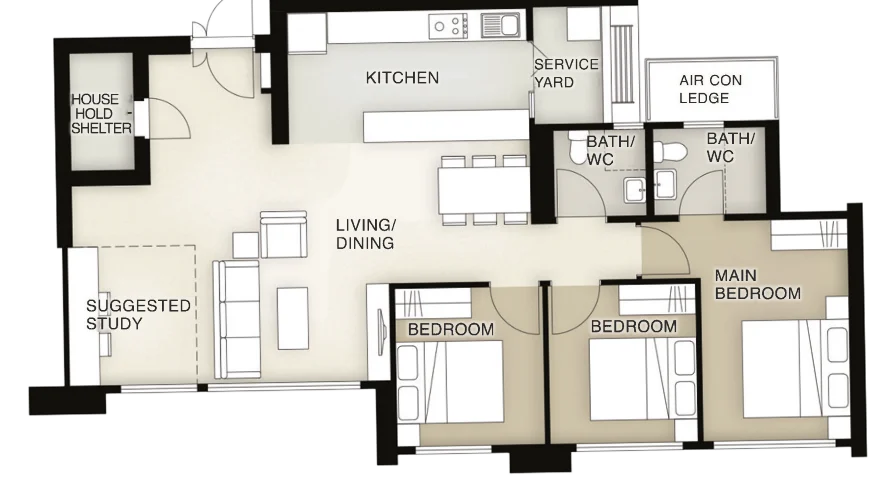 KITCHEN
SERVICE
YARD
AIR CON
LEDGE
HOUSE
HOLD
SHELTER
BATH/
WC
BATH/
WC
LIVING/
DINING
MAIN
BEDROOM
SUGGESTED
STUDY
BEDROOM
BEDROOM